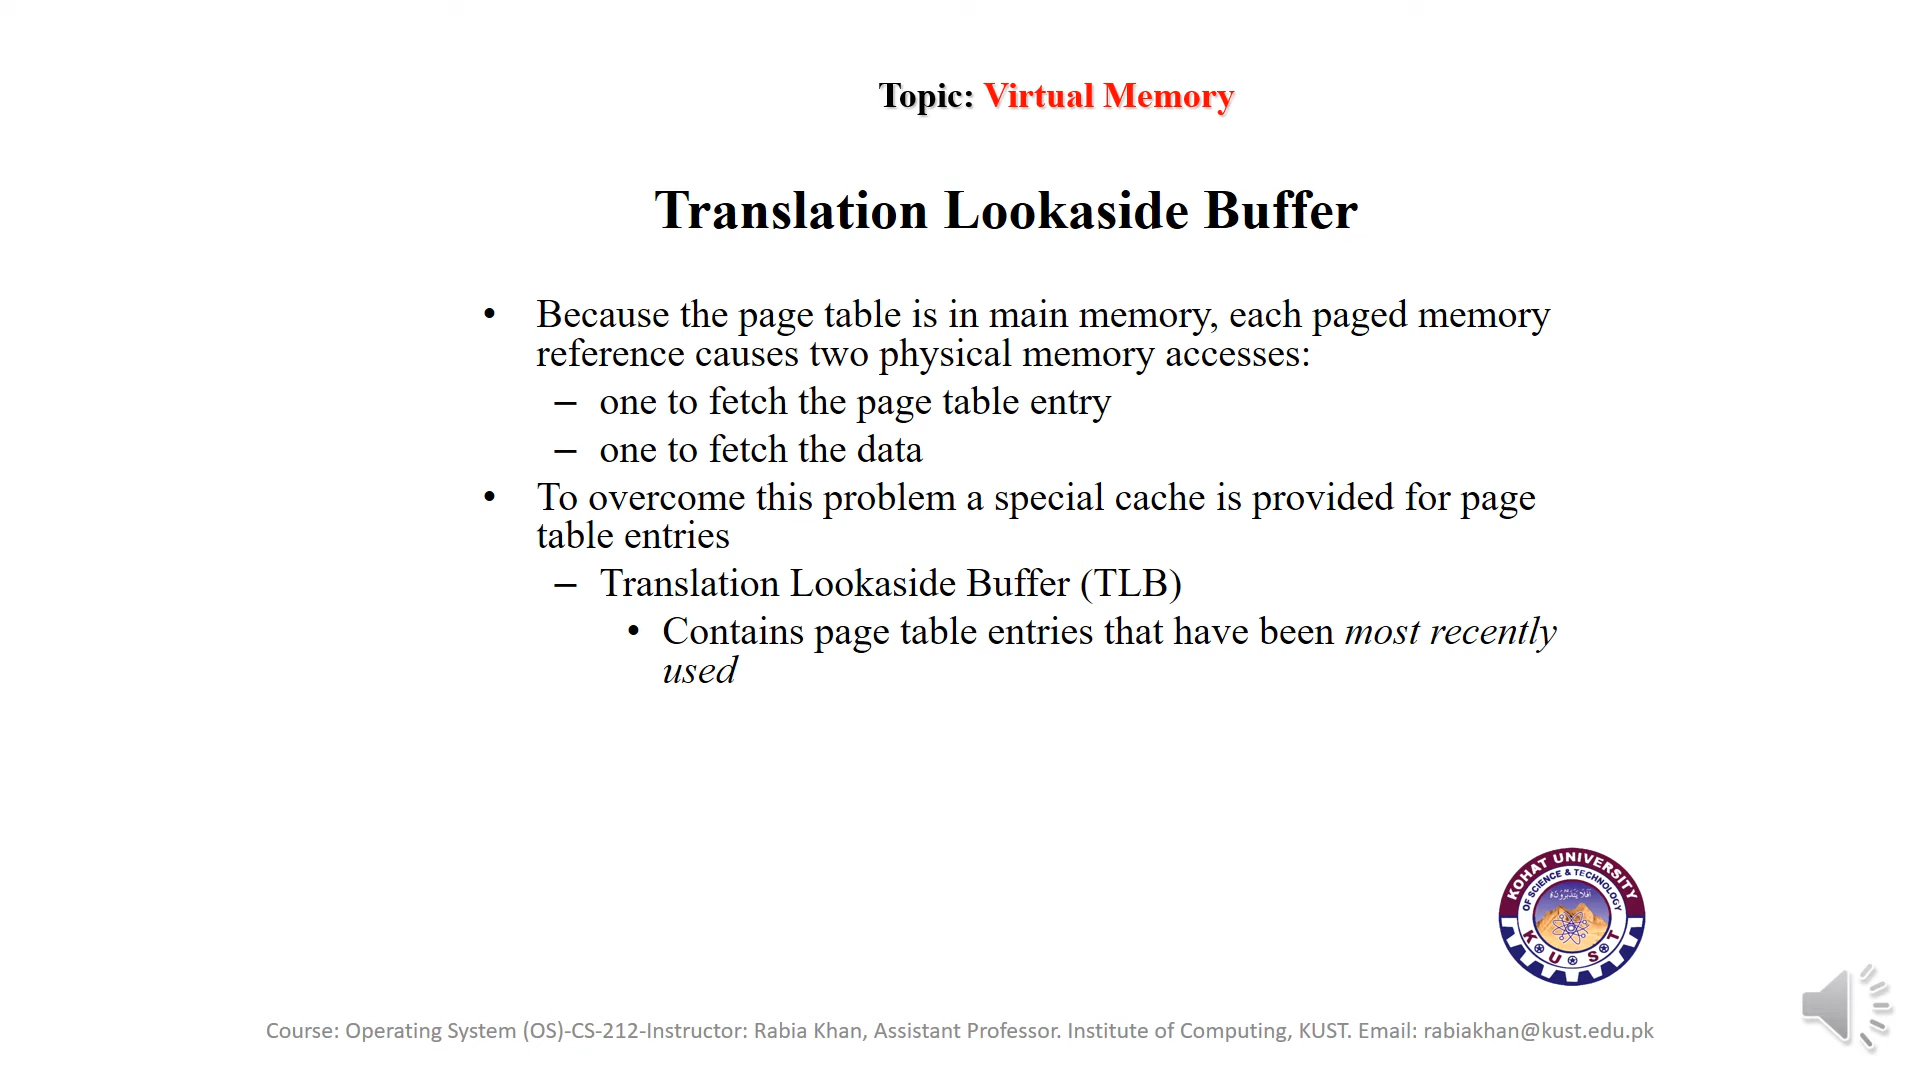 Topic: Virtual Memory
Translation Lookaside Buffer
• Because the page table is in main memory, each paged memory
reference causes two physical memory accesses:
– one to fetch the page table entry
– one to fetch the data
• To overcome this problem a special cache is provided for page
table entries
– Translation Lookaside Buffer (TLB)
• Contains page table entries that have been most recently
used
KOHAT UNIVERSITY
OF SCIENCE & TECHNOLOGY
K U S T
Course: Operating System (OS)-CS-212-Instructor: Rabia Khan, Assistant Professor. Institute of Computing, KUST. Email: rabiakhan@kust.edu.pk